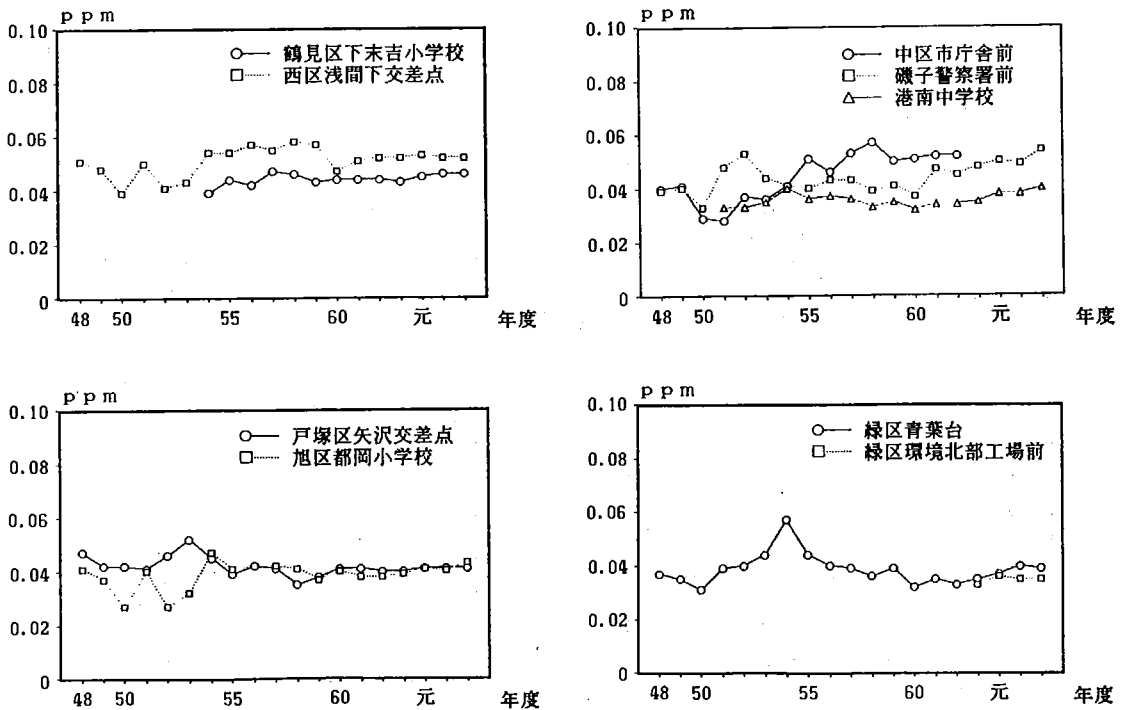 ppm
0.10
0.08
0.06
0.04
0.02
0
鶴見区下末吉小学校
西区浅間下交差点
48 50 55 60 元 年度
ppm
0.10
0.08
0.06
0.04
0.02
0
中区市庁舎前
磯子警察署前
港南中学校
48 50 55 60 元 年度
ppm
0.10
0.08
0.06
0.04
0.02
0
戸塚区矢沢交差点
旭区都岡小学校
48 50 55 60 元 年度
ppm
0.10
0.08
0.06
0.04
0.02
0
緑区青葉台
緑区環境北部工場前
48 50 55 60 元 年度